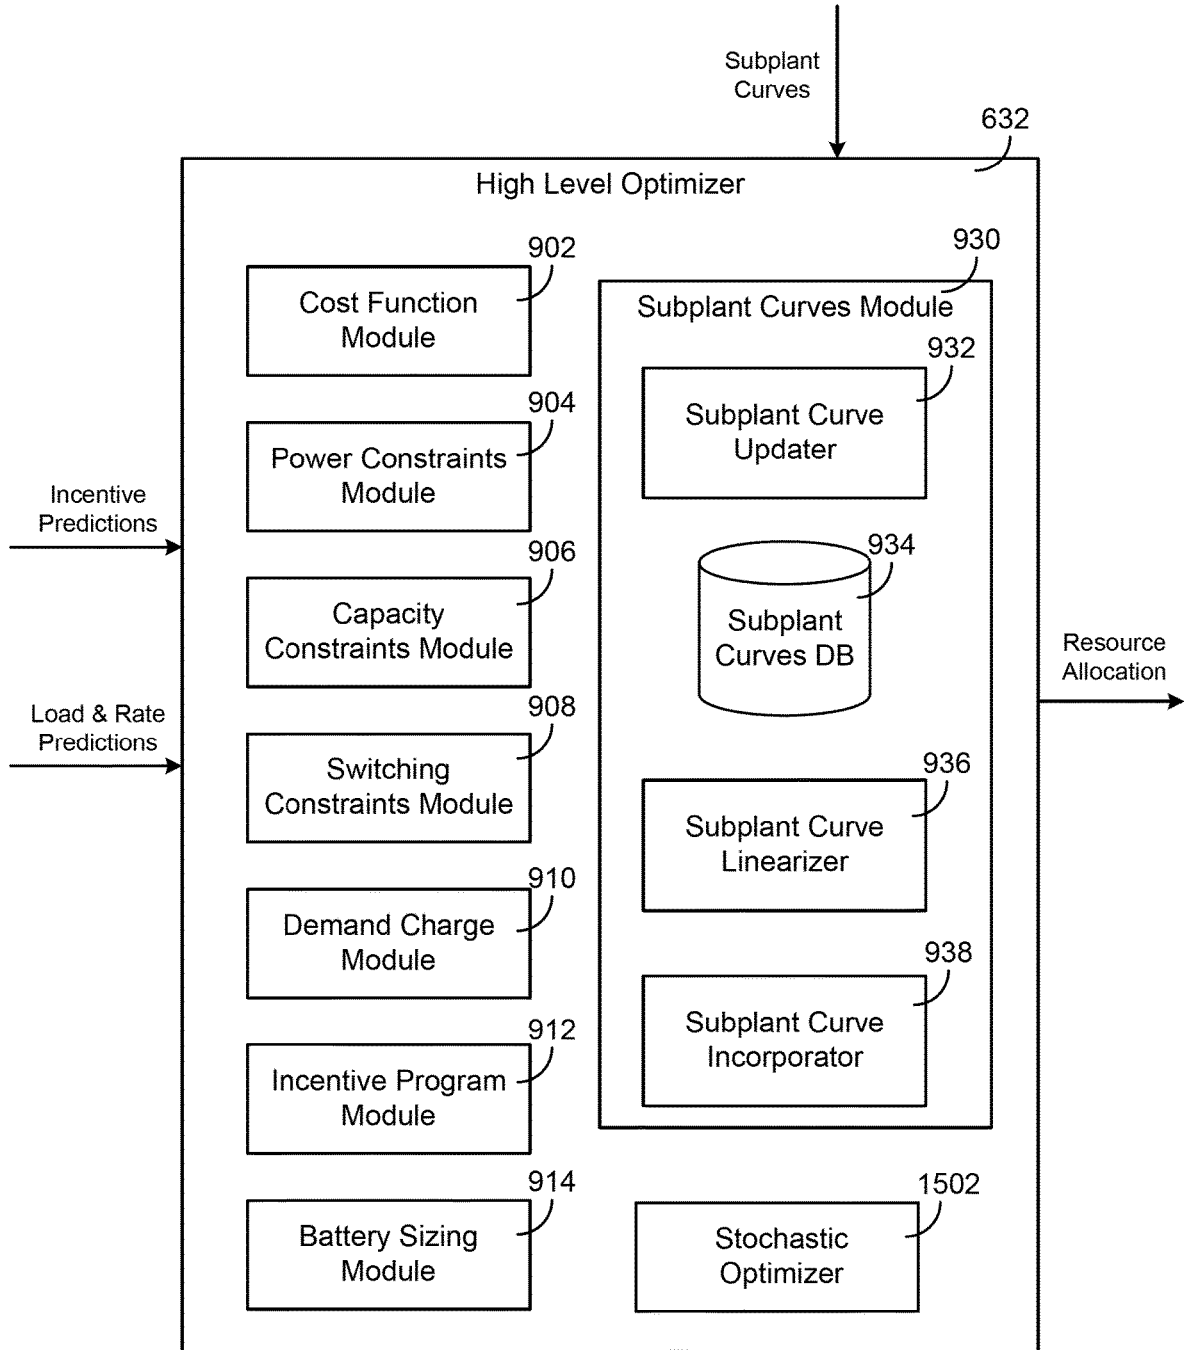 Subplant
Curves
632
High Level Optimizer
902
Cost Function
Module
904
Power Constraints
Module
Incentive
Predictions
906
Capacity
Constraints Module
Load & Rate
Predictions
908
Switching
Constraints Module
910
Demand Charge
Module
912
Incentive Program
Module
914
Battery Sizing
Module
930
Subplant Curves Module
932
Subplant Curve
Updater
934
Subplant
Curves DB
936
Subplant Curve
Linearizer
938
Subplant Curve
Incorporator
1502
Stochastic
Optimizer
Resource
Allocation